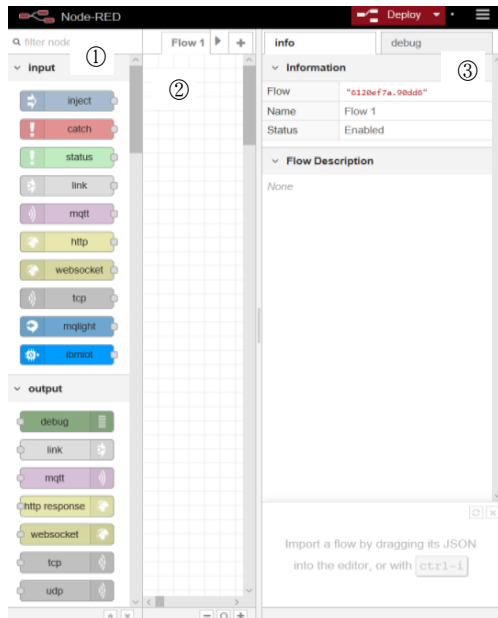 Node-RED
Deploy
filter node
①
Flow 1
info
debug
input
②
Information
③
inject
Flow
"6120ef7a.90dd6"
catch
Name
Flow 1
status
Status
Enabled
link
Flow Description
mqtt
None
http
websocket
tcp
mqlight
ibmiot
output
debug
link
mqtt
http response
websocket
tcp
udp
Import a flow by dragging its JSON
into the editor, or with ctrl-i